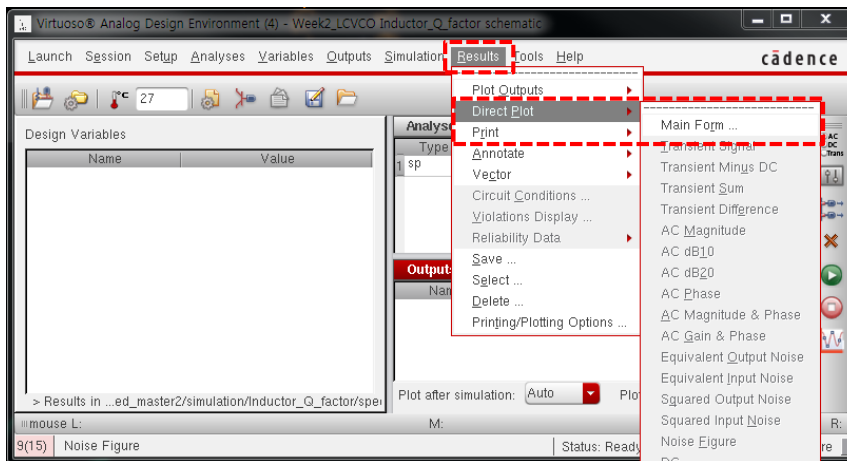 Virtuoso® Analog Design Environment (4) - Week2_LCVCO Inductor_Q_factor schematic
Launch Session Setup Analyses Variables Outputs Simulation Results Tools Help
cādence
°C 27
Design Variables
Name Value
Type
1 sp
Nan
Plot after simulation: Auto
> Results in ...ed_master2/simulation/Inductor_Q_factor/spe
Plot Outputs
Direct Plot
Print
Annotate
Vector
Circuit Conditions ...
Violations Display ...
Reliability Data
Save ...
Select ...
Delete ...
Printing/Plotting Options ...
Main Form ...
Transient Signal
Transient Minus DC
Transient Sum
Transient Difference
AC Magnitude
AC dB10
AC dB20
AC Phase
AC Magnitude & Phase
AC Gain & Phase
Equivalent Output Noise
Equivalent Input Noise
Squared Output Noise
Squared Input Noise
Noise Figure
DC
AC
DC
Trans
mouse L: M: R:
9(15) Noise Figure Status: Ready